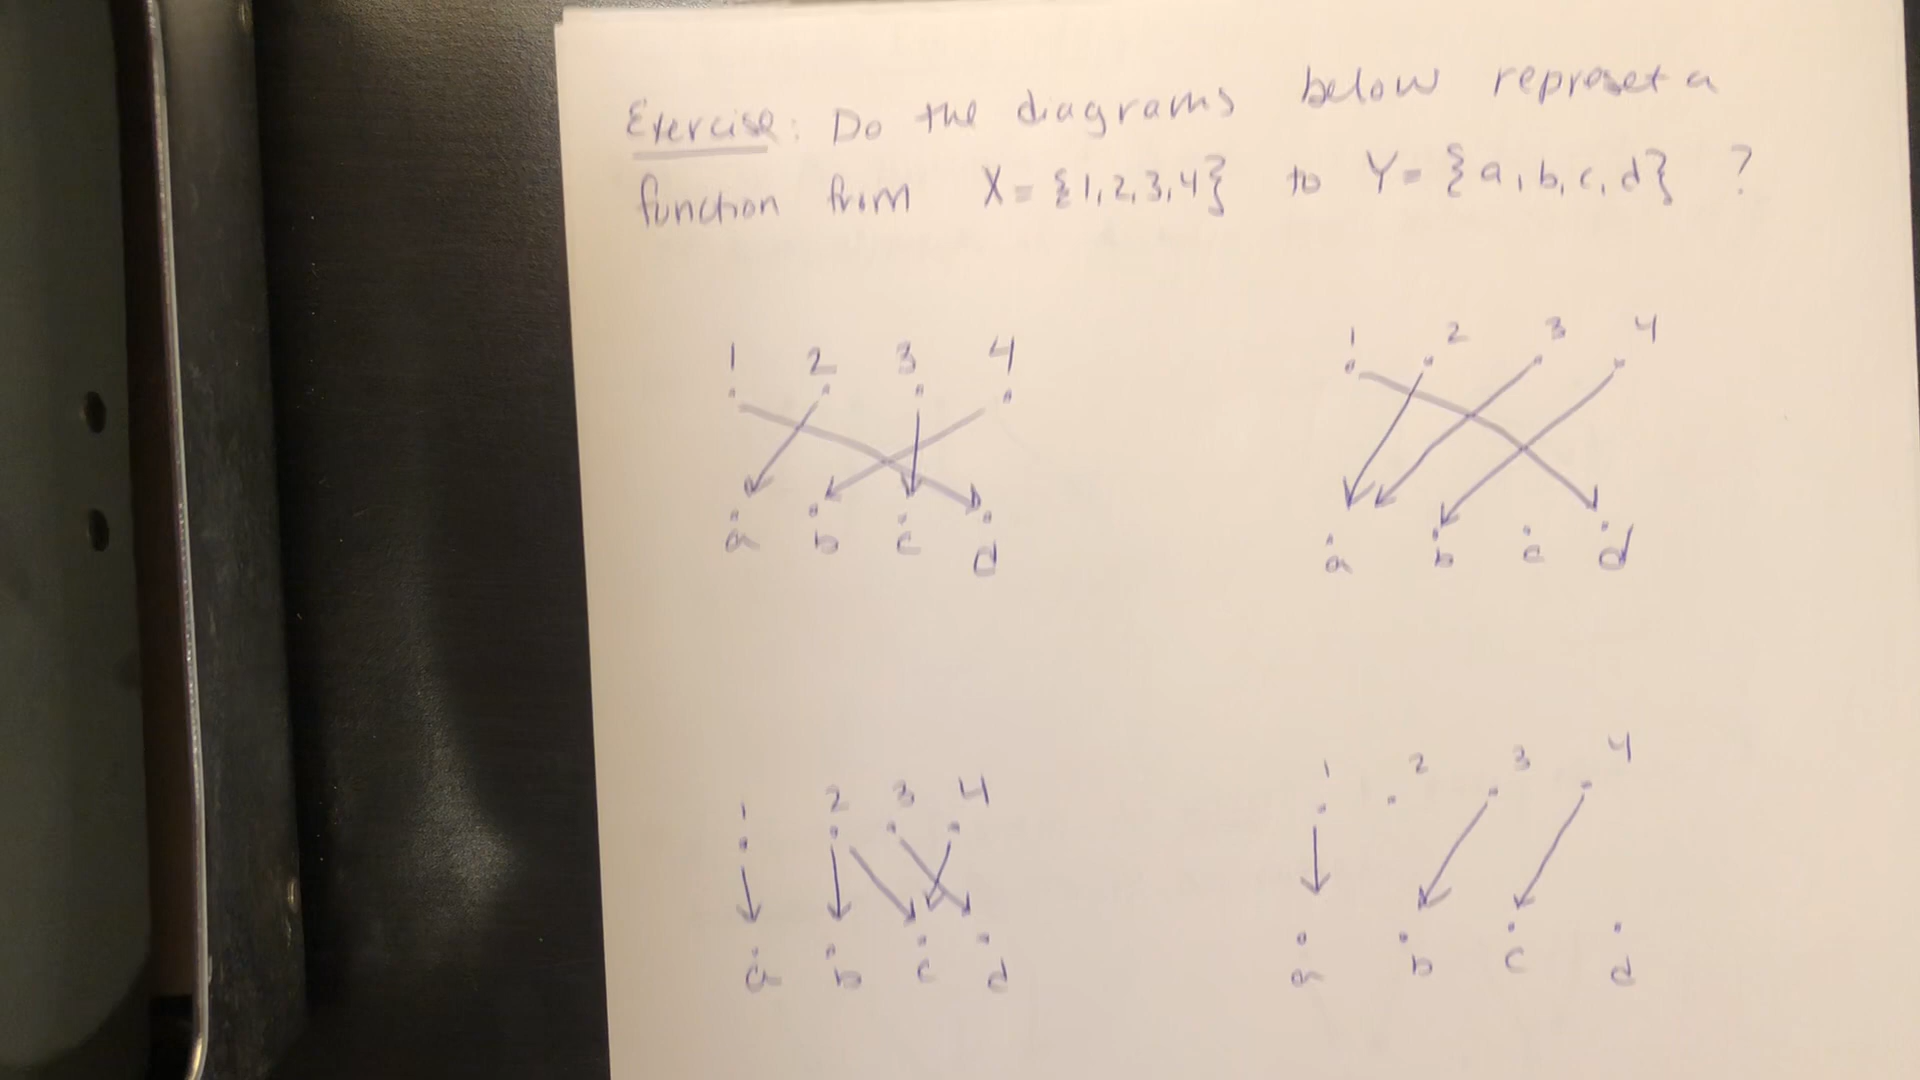 Exercise: Do the diagrams below represet a
function from X = {1,2,3,4} to Y = {a, b, c, d} ?
1 2 3 4
a b c d
1 2 3 4
a b c d
1 2 3 4
a b c d
1 2 3 4
a b c d